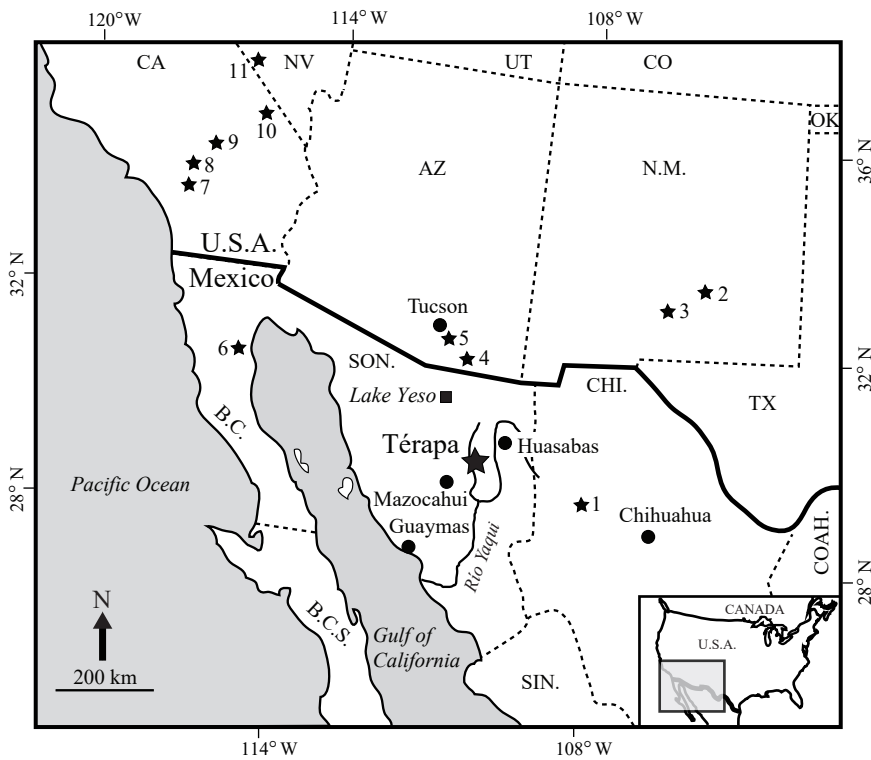 120° W 114° W 108° W
CA 11 NV UT CO
OK
10
9
8
7
AZ N.M.
36° N
U.S.A.
Mexico
32° N
2
3
Tucson
5
4
6
SON.
32° N
CHI.
Lake Yeso
TX
B.C.
Térapa
Huasabas
Pacific Ocean
28° N
Mazocahui
1
Chihuahua
Guaymas
Río Yaqui
COAH.
28° N
B.C.S.
N
200 km
Gulf of
California
SIN.
CANADA
U.S.A.
114° W 108° W